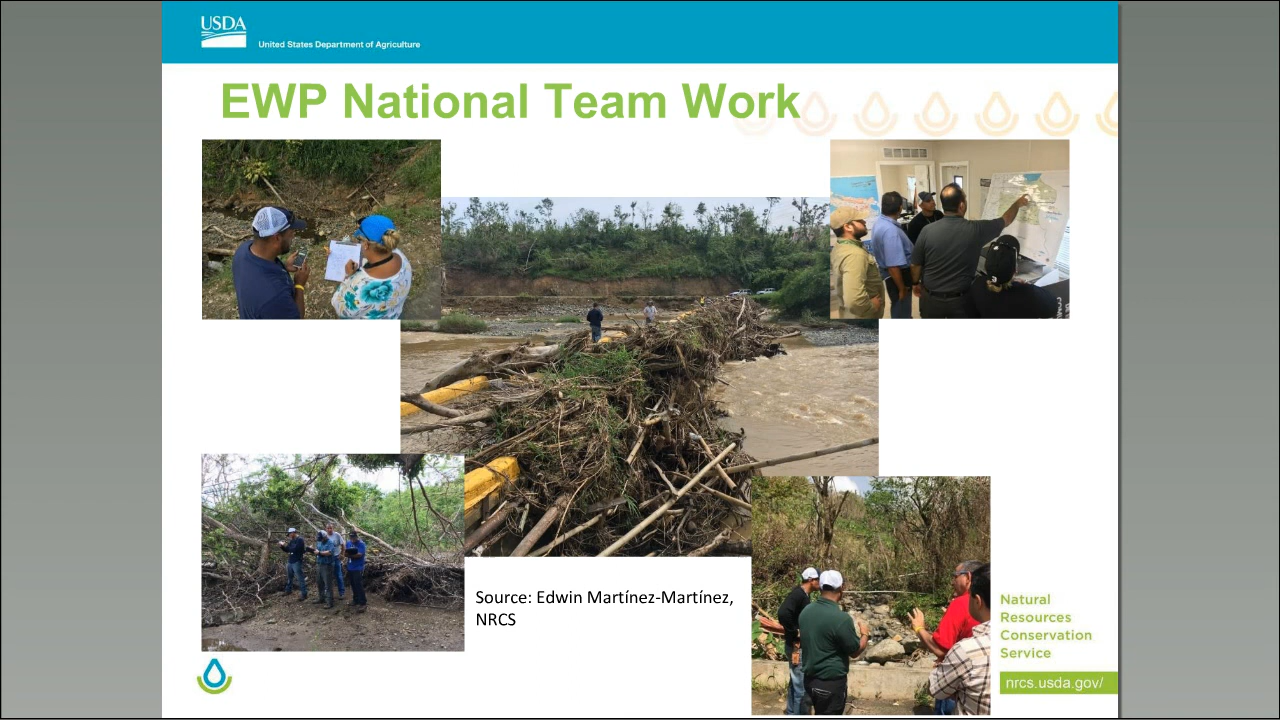 USDA
United States Department of Agriculture
EWP National Team Work
Source: Edwin Martínez-Martínez,
NRCS
Natural
Resources
Conservation
Service
nrcs.usda.gov/